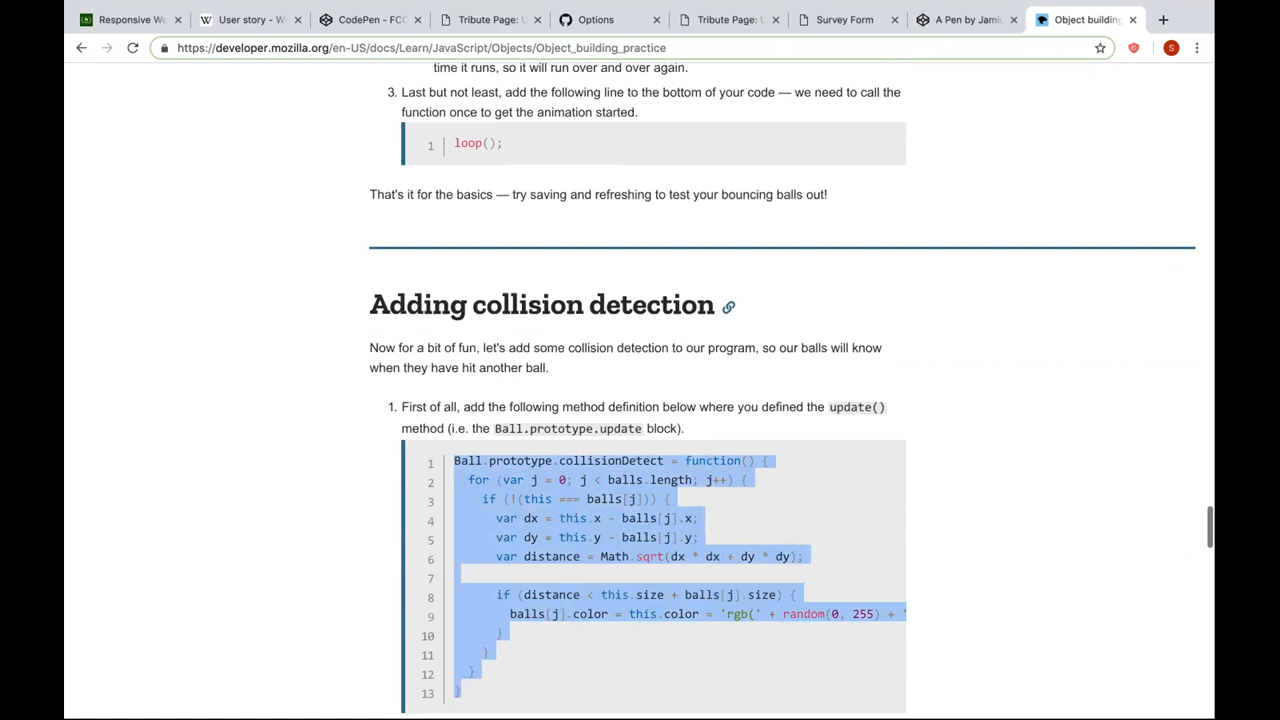 Responsive We
User story - Wi
CodePen - FCC
Tribute Page: L
Options
Tribute Page: L
Survey Form
A Pen by Jamiu
Object building
https://developer.mozilla.org/en-US/docs/Learn/JavaScript/Objects/Object_building_practice
S
time it runs, so it will run over and over again.
3. Last but not least, add the following line to the bottom of your code — we need to call the
function once to get the animation started.
1 loop();
That's it for the basics — try saving and refreshing to test your bouncing balls out!
Adding collision detection
Now for a bit of fun, let's add some collision detection to our program, so our balls will know
when they have hit another ball.
1. First of all, add the following method definition below where you defined the update()
method (i.e. the Ball.prototype.update block).
1 Ball.prototype.collisionDetect = function() {
2 for (var j = 0; j < balls.length; j++) {
3 if (!(this === balls[j])) {
4 var dx = this.x - balls[j].x;
5 var dy = this.y - balls[j].y;
6 var distance = Math.sqrt(dx * dx + dy * dy);
7
8 if (distance < this.size + balls[j].size) {
9 balls[j].color = this.color = 'rgb(' + random(0, 255) + '
10 }
11 }
12 }
13 }